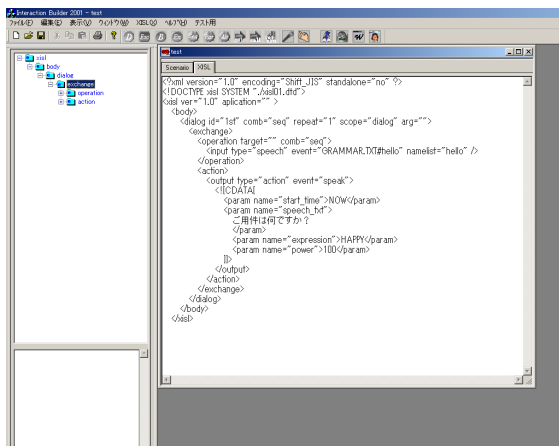 Interaction Builder 2001 - test
ファイル(F) 編集(E) 表示(V) ウィンドウ(W) XISL(X) ヘルプ(H) テスト用
xisl
body
dialog
exchange
operation
action
test
Scenario XISL
<?xml version="1.0" encoding="Shift_JIS" standalone="no" ?>
<!DOCTYPE xisl SYSTEM "./xisl01.dtd">
<xisl ver="1.0" aplication="" >
<body>
<dialog id="1st" comb="seq" repeat="1" scope="dialog" arg="">
<exchange>
<operation target="" comb="seq">
<input type="speech" event="GRAMMAR.TXT#hello" namelist="hello" />
</operation>
<action>
<output type="action" event="speak">
<![CDATA[
<param name="start_time">NOW</param>
<param name="speech_txt">
ご用件は何ですか？
</param>
<param name="expression">HAPPY</param>
<param name="power">100</param>
]]>
</output>
</action>
</exchange>
</dialog>
</body>
</xisl>